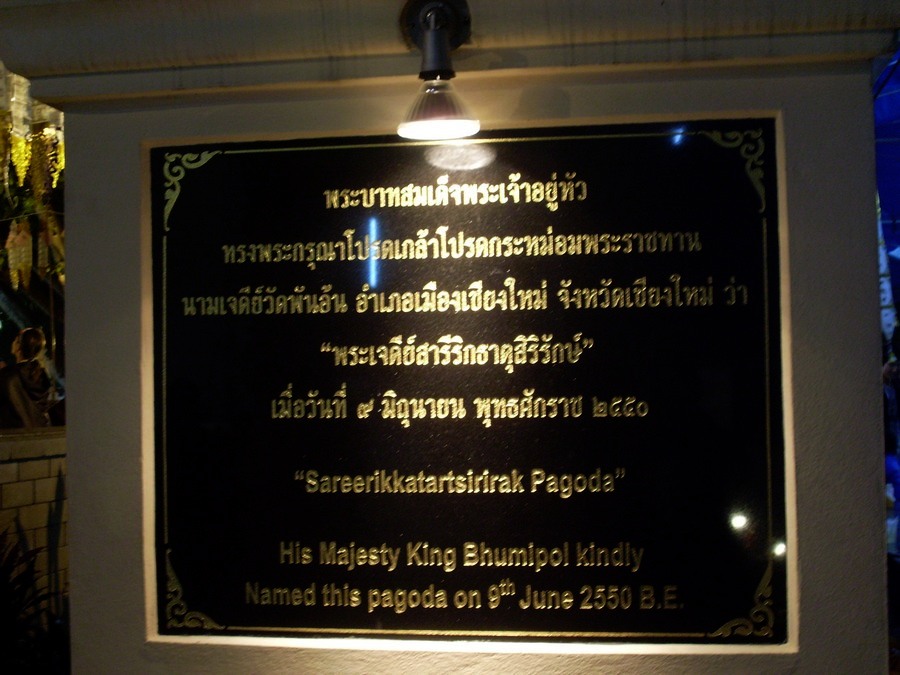 พระบาทสมเด็จพระเจ้าอยู่หัว
ทรงพระกรุณาโปรดเกล้าโปรดกระหม่อมพระราชทาน
นามเจดีย์วัดพันอ้น อำเภอเมืองเชียงใหม่ จังหวัดเชียงใหม่ ว่า
“พระเจดีย์สารีริกธาตุสิริรักษ์”
เมื่อวันที่ ๙ มิถุนายน พุทธศักราช ๒๕๕๐
“Sareerikkatartsirirak Pagoda”
His Majesty King Bhumipol kindly
Named this pagoda on 9th June 2550 B.E.